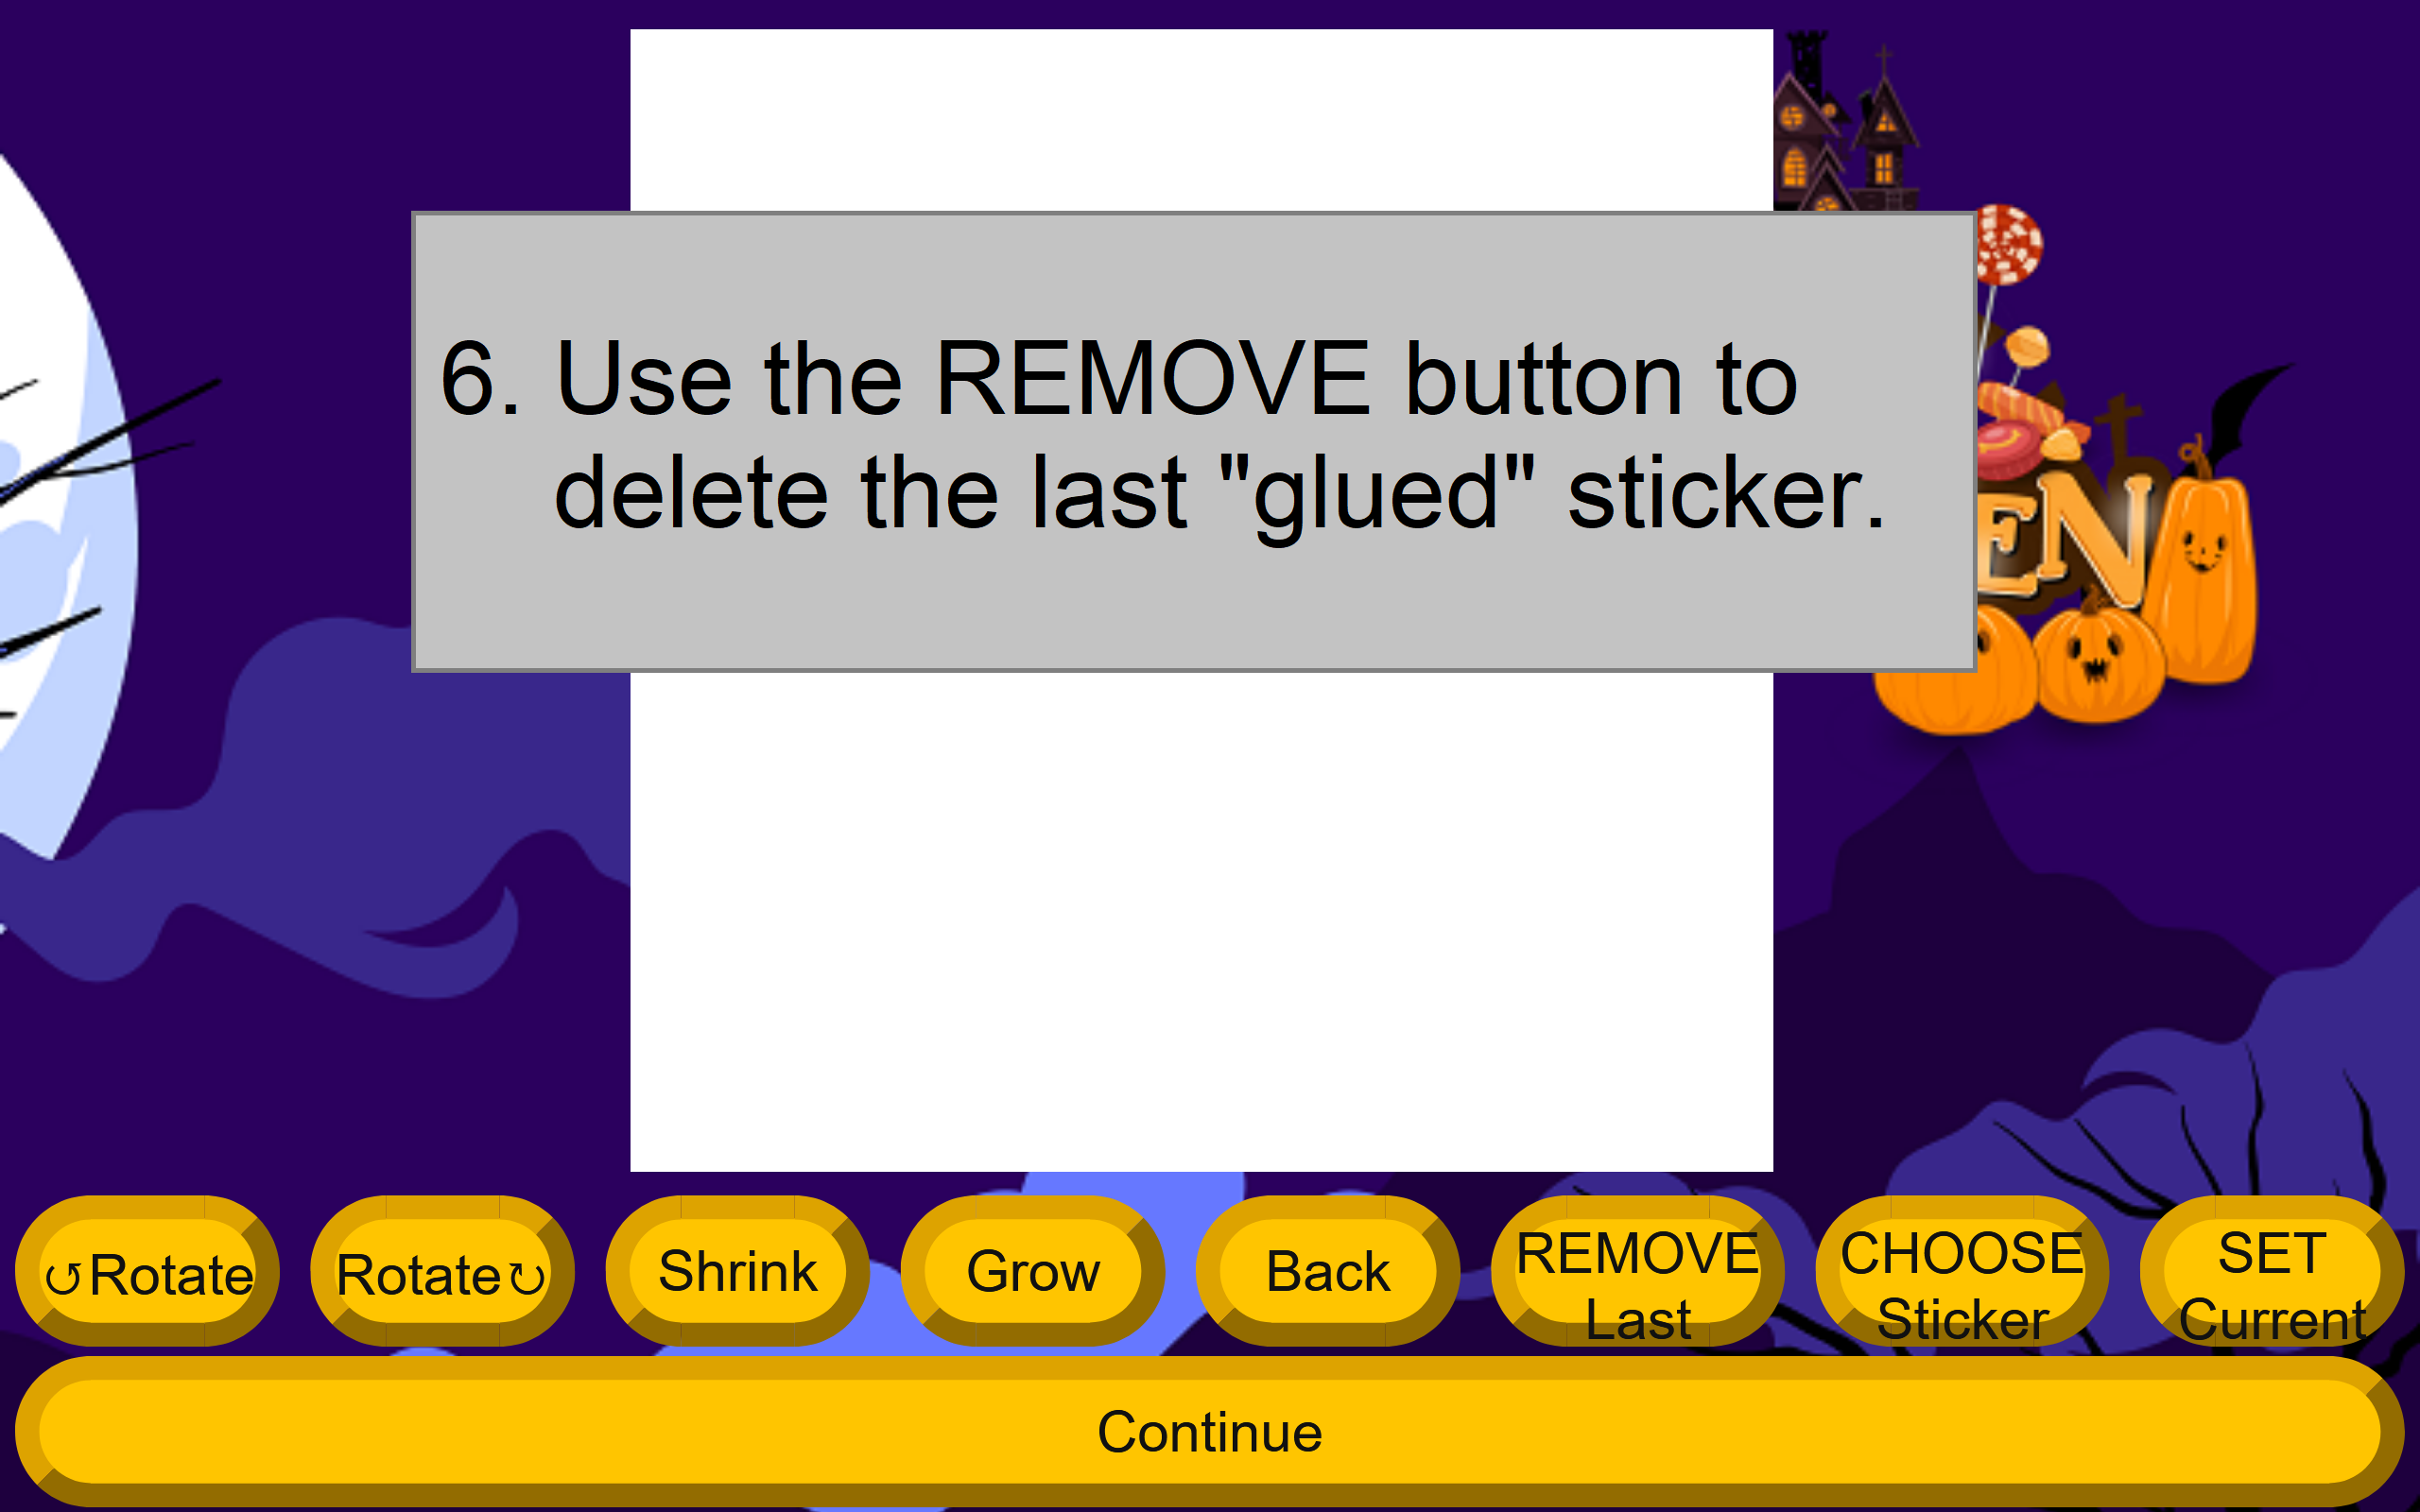 6. Use the REMOVE button to
delete the last "glued" sticker.
EN
↺Rotate
Rotate↻
Shrink
Grow
Back
REMOVE
Last
CHOOSE
Sticker
SET
Current
Continue